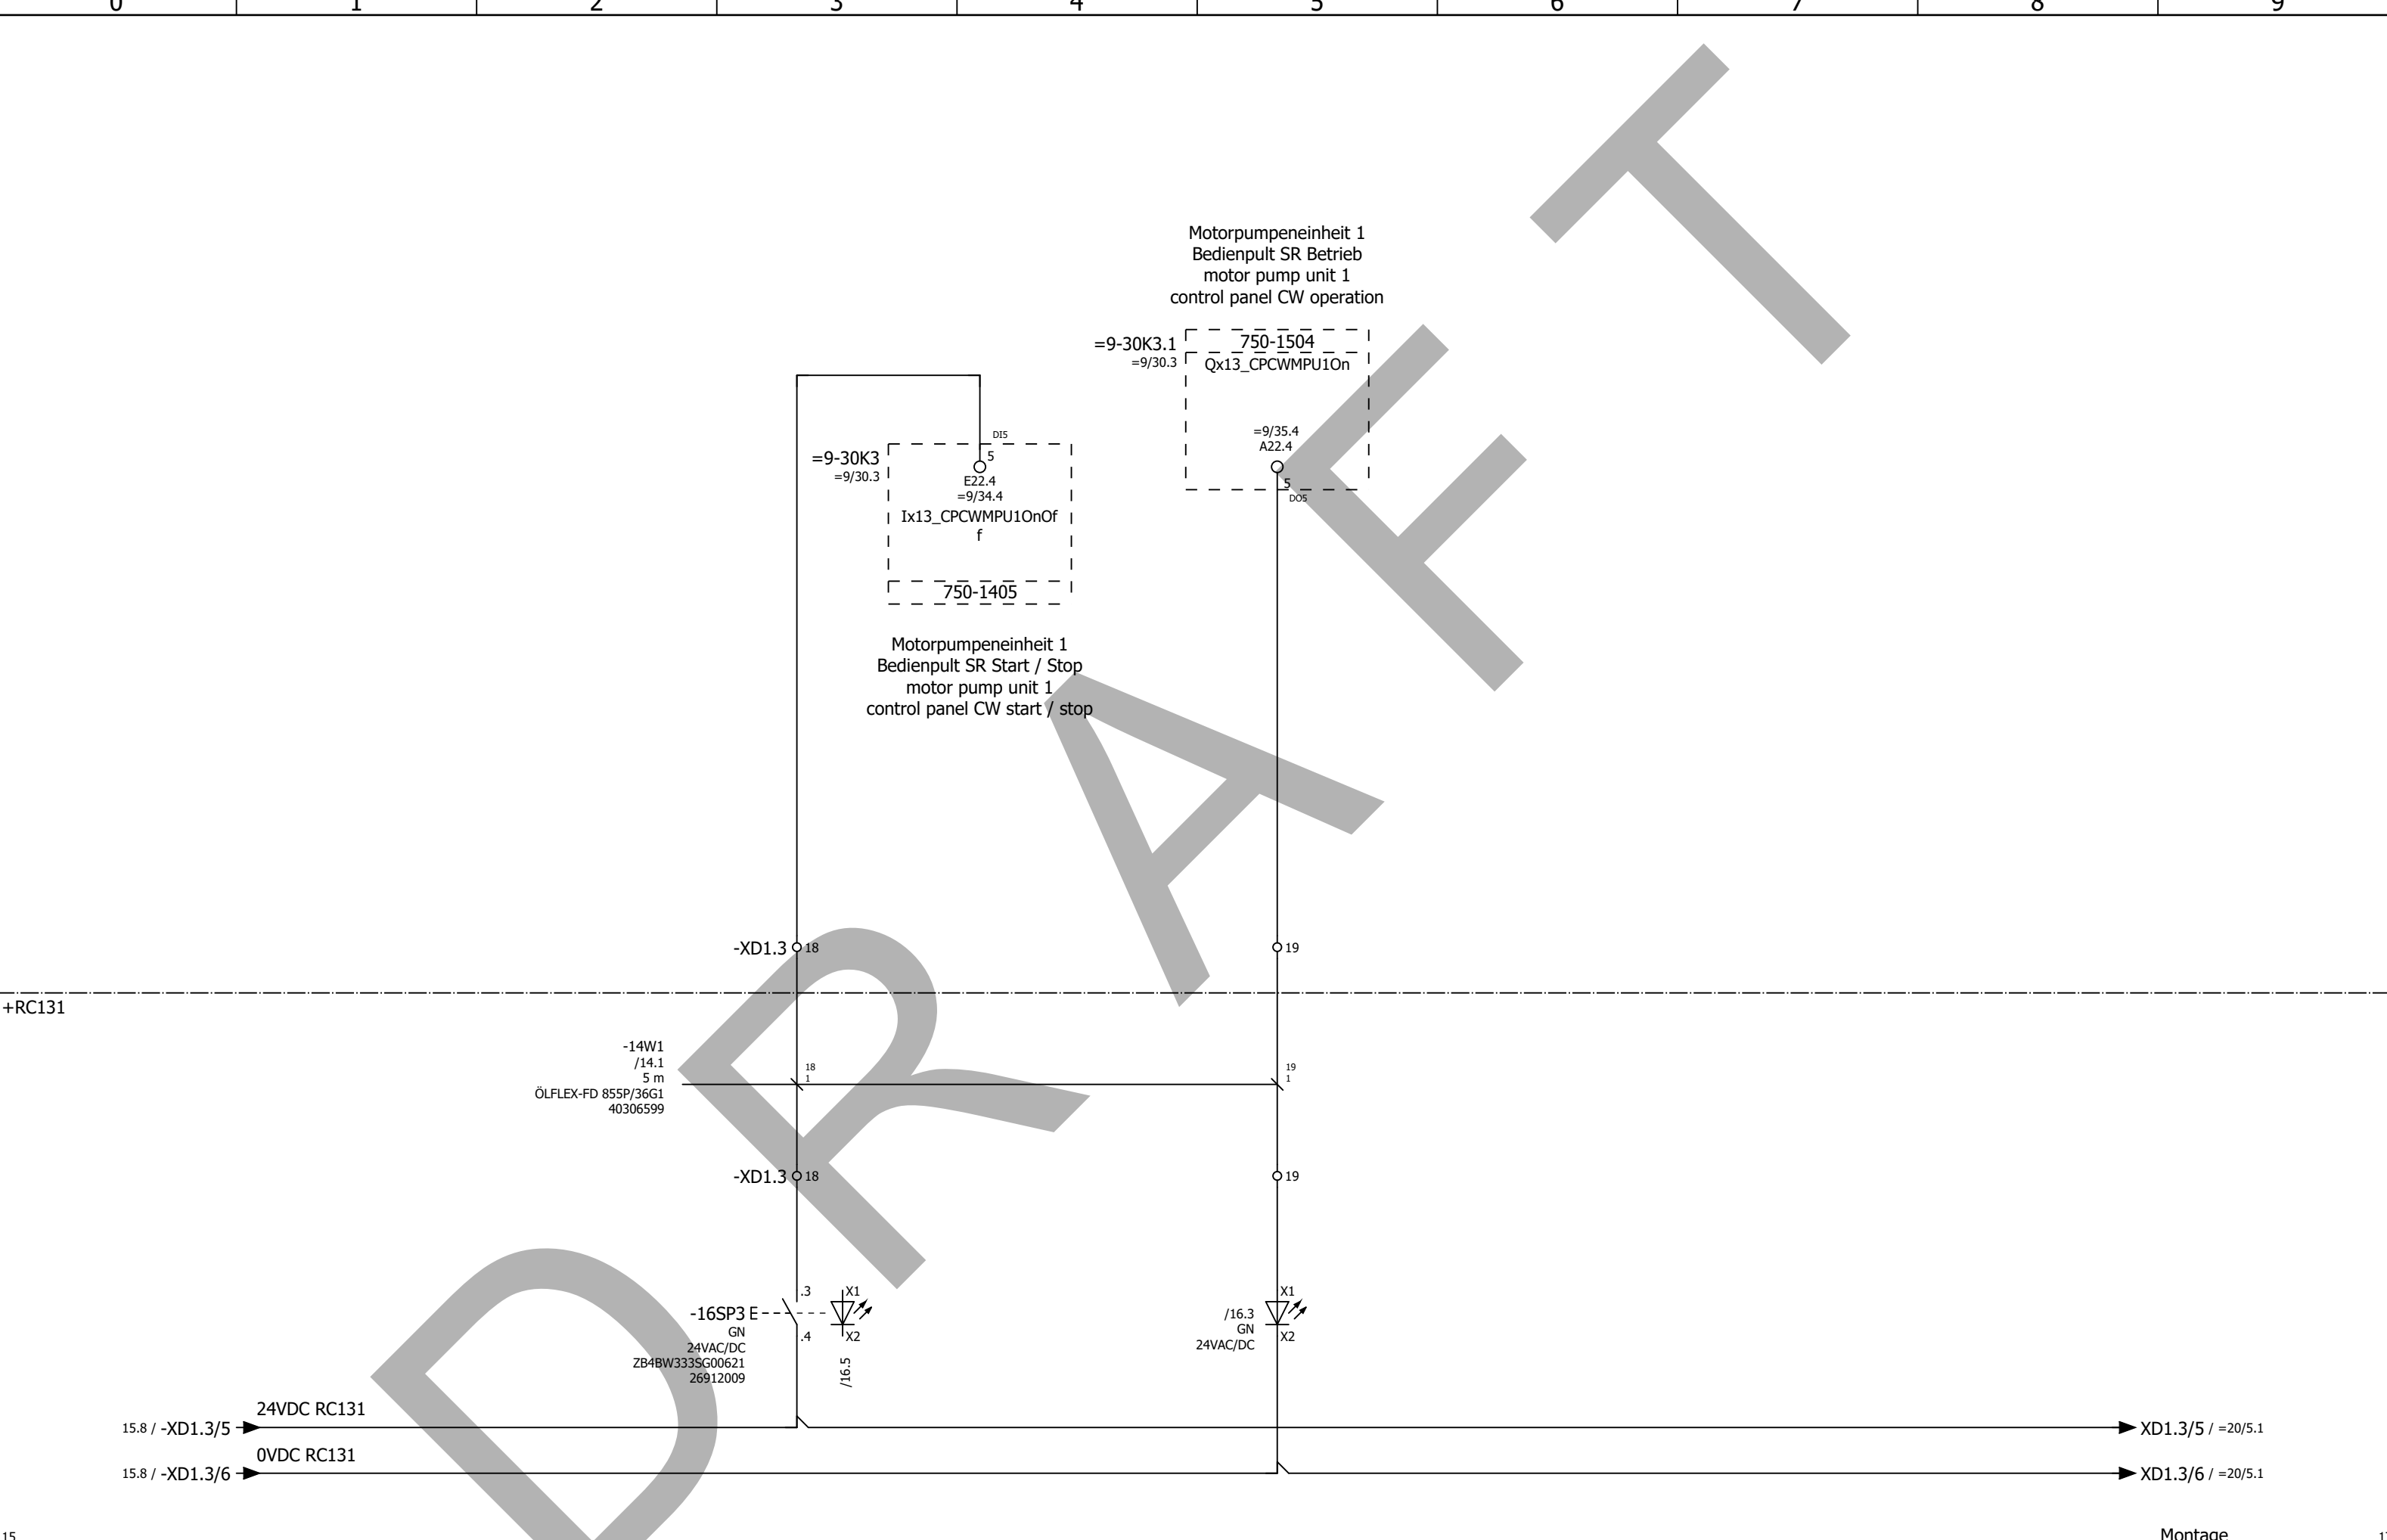 0 1 2 3 4 5 6 7 8 9
Motorpumpeneinheit 1
Bedienpult SR Betrieb
motor pump unit 1
control panel CW operation
=9-30K3.1
=9/30.3
750-1504
Qx13_CPCWMPU1On
=9/35.4
A22.4
5
DO5
DI5
5
=9-30K3
=9/30.3
E22.4
=9/34.4
Ix13_CPCWMPU1OnOf
f
750-1405
Motorpumpeneinheit 1
Bedienpult SR Start / Stop
motor pump unit 1
control panel CW start / stop
-XD1.3 18 19
+RC131
-14W1
/14.1
5 m
ÖLFLEX-FD 855P/36G1
40306599
18
1
19
1
-XD1.3 18 19
-16SP3 E
GN
24VAC/DC
ZB4BW333SG00621
26912009
.3
.4
X1
X2
/16.5
/16.3
GN
24VAC/DC
X1
X2
24VDC RC131
15.8 / -XD1.3/5
XD1.3/5 / =20/5.1
0VDC RC131
15.8 / -XD1.3/6
XD1.3/6 / =20/5.1
15
Montage
DRAFT